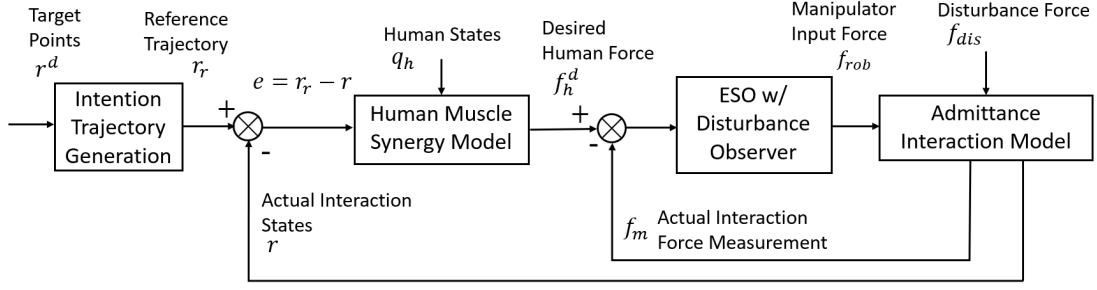 Target
Points
r^d
Reference
Trajectory
r_r
Intention
Trajectory
Generation
+
-
e = r_r − r
Human States
q_h
Human Muscle
Synergy Model
Desired
Human Force
f_h^d
+
-
ESO w/
Disturbance
Observer
Manipulator
Input Force
f_rob
Disturbance Force
f_dis
Admittance
Interaction Model
Actual Interaction
States
r
f_m Actual Interaction
Force Measurement